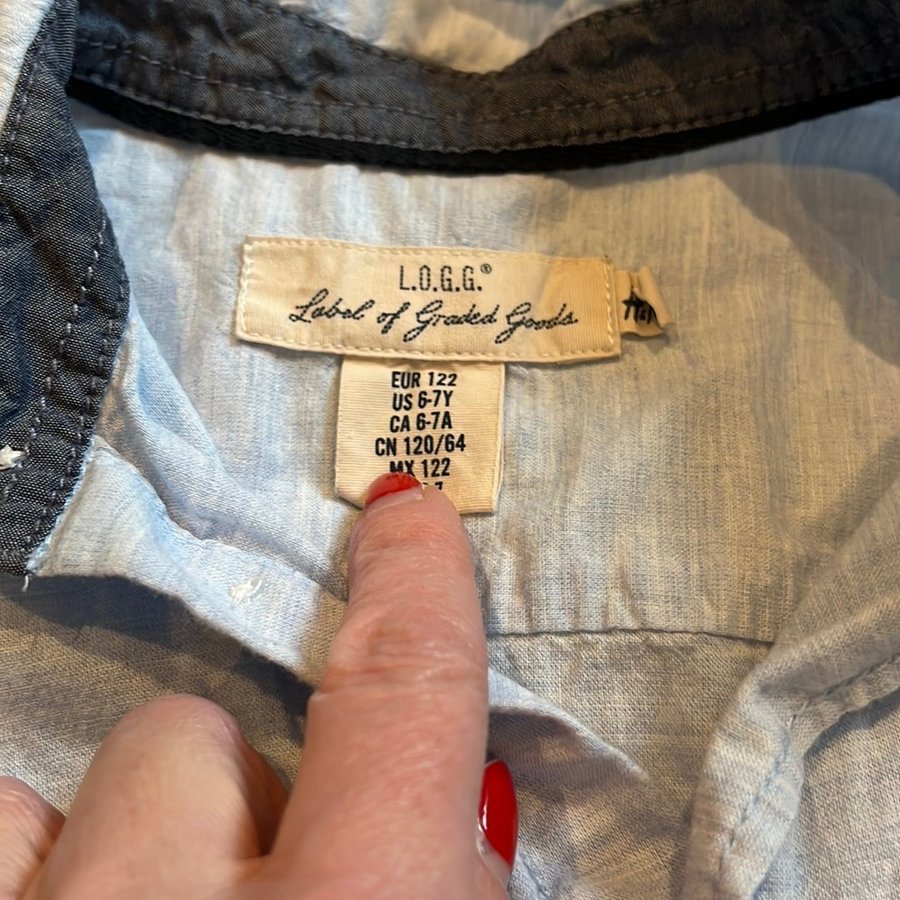 L.O.G.G.®
Label of Graded Goods
EUR 122
US 6-7Y
CA 6-7A
CN 120/64
MX 122